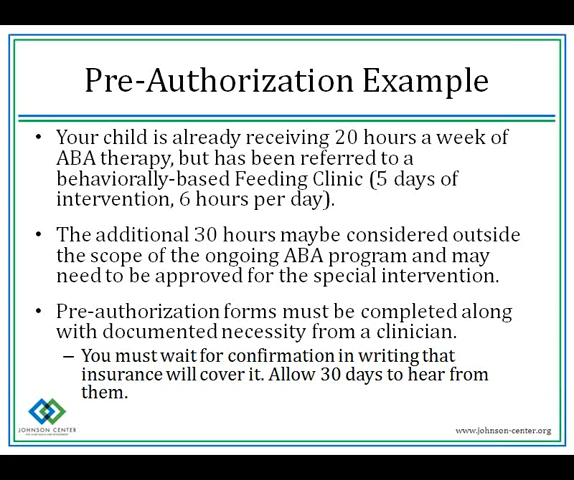 Pre-Authorization Example
• Your child is already receiving 20 hours a week of
ABA therapy, but has been referred to a
behaviorally-based Feeding Clinic (5 days of
intervention, 6 hours per day).
• The additional 30 hours maybe considered outside
the scope of the ongoing ABA program and may
need to be approved for the special intervention.
• Pre-authorization forms must be completed along
with documented necessity from a clinician.
– You must wait for confirmation in writing that
insurance will cover it. Allow 30 days to hear from
them.
JOHNSON CENTER
www.johnson-center.org